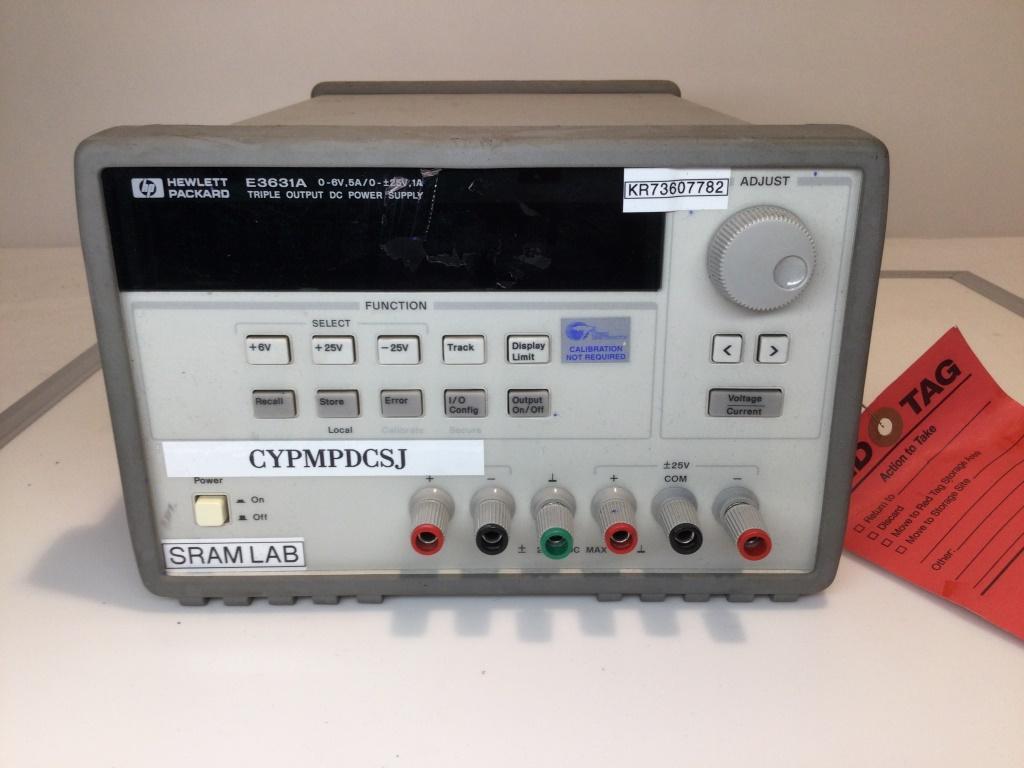 hp HEWLETT PACKARD
E3631A 0-6V,5A/0-±25V,1A
TRIPLE OUTPUT DC POWER SUPPLY
KR73607782
ADJUST
FUNCTION
SELECT
+6V
+25V
-25V
Track
Display Limit
CALIBRATION
NOT REQUIRED
Recall
Store
Error
I/O Config
Output On/Off
Voltage
Current
Local
Calibrate
Secure
CYPMPDCSJ
Power
On
Off
SRAM LAB
+
-
⊥
+
±25V
COM
-
±
MAX
⊥
TAG
Action to Take
Return to
Discard
Move to Red Tag Storage Area
Move to Storage Site
Other: